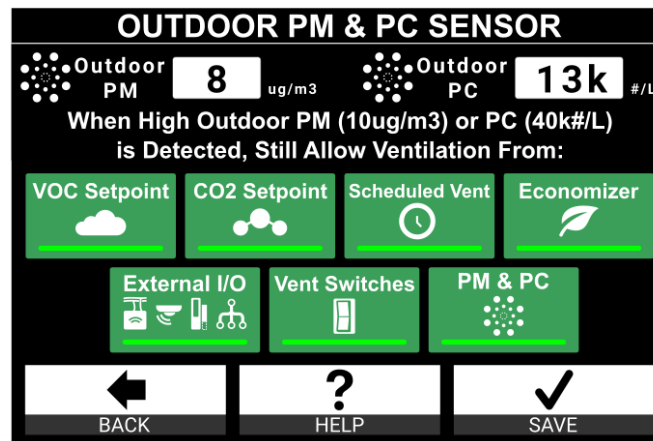 OUTDOOR PM & PC SENSOR
Outdoor PM 8 ug/m3 Outdoor PC 13k #/L
When High Outdoor PM (10ug/m3) or PC (40k#/L)
is Detected, Still Allow Ventilation From:
VOC Setpoint CO2 Setpoint Scheduled Vent Economizer
External I/O Vent Switches PM & PC
?
BACK HELP SAVE